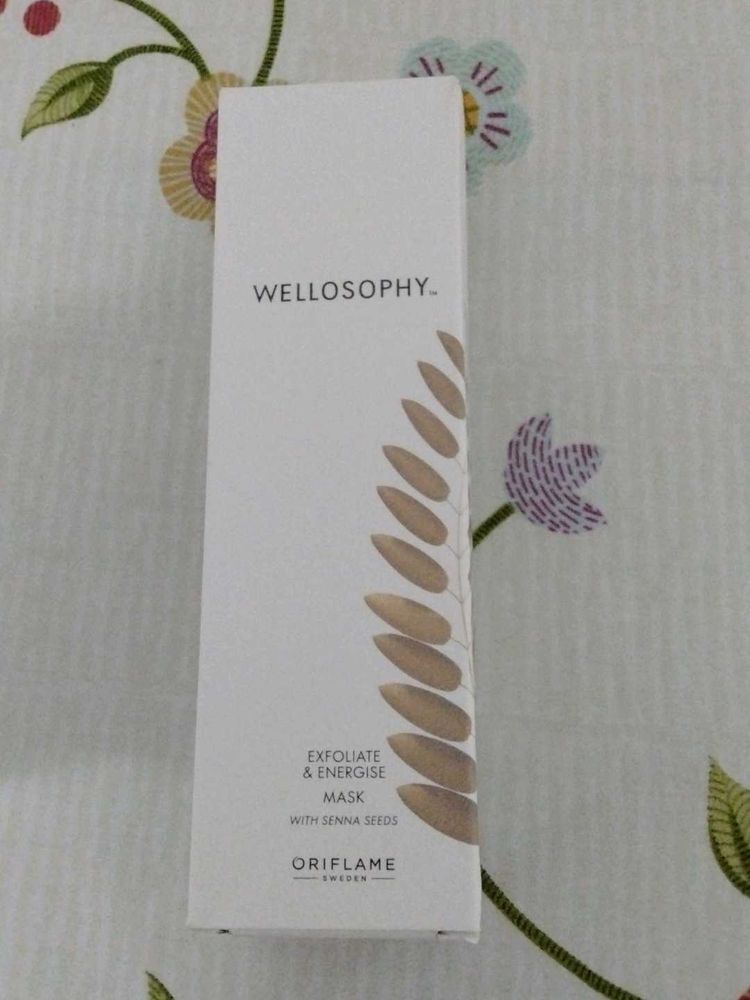 WELLOSOPHY™
EXFOLIATE
& ENERGISE
MASK
WITH SENNA SEEDS
ORIFLAME
SWEDEN